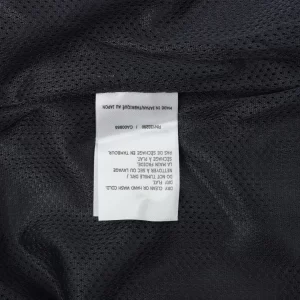 DRY CLEAN OR HAND WASH COLD.
DO NOT TUMBLE DRY. /
DRY FLAT.
NETTOYER À SEC OU LAVAGE
LA MAIN FROIDE.
SÉCHAGE À PLAT.
PAS DE SÉCHAGE EN TAMBOUR.
CA00969
MADE IN JAPAN/FABRIQUÉ AU JAPON